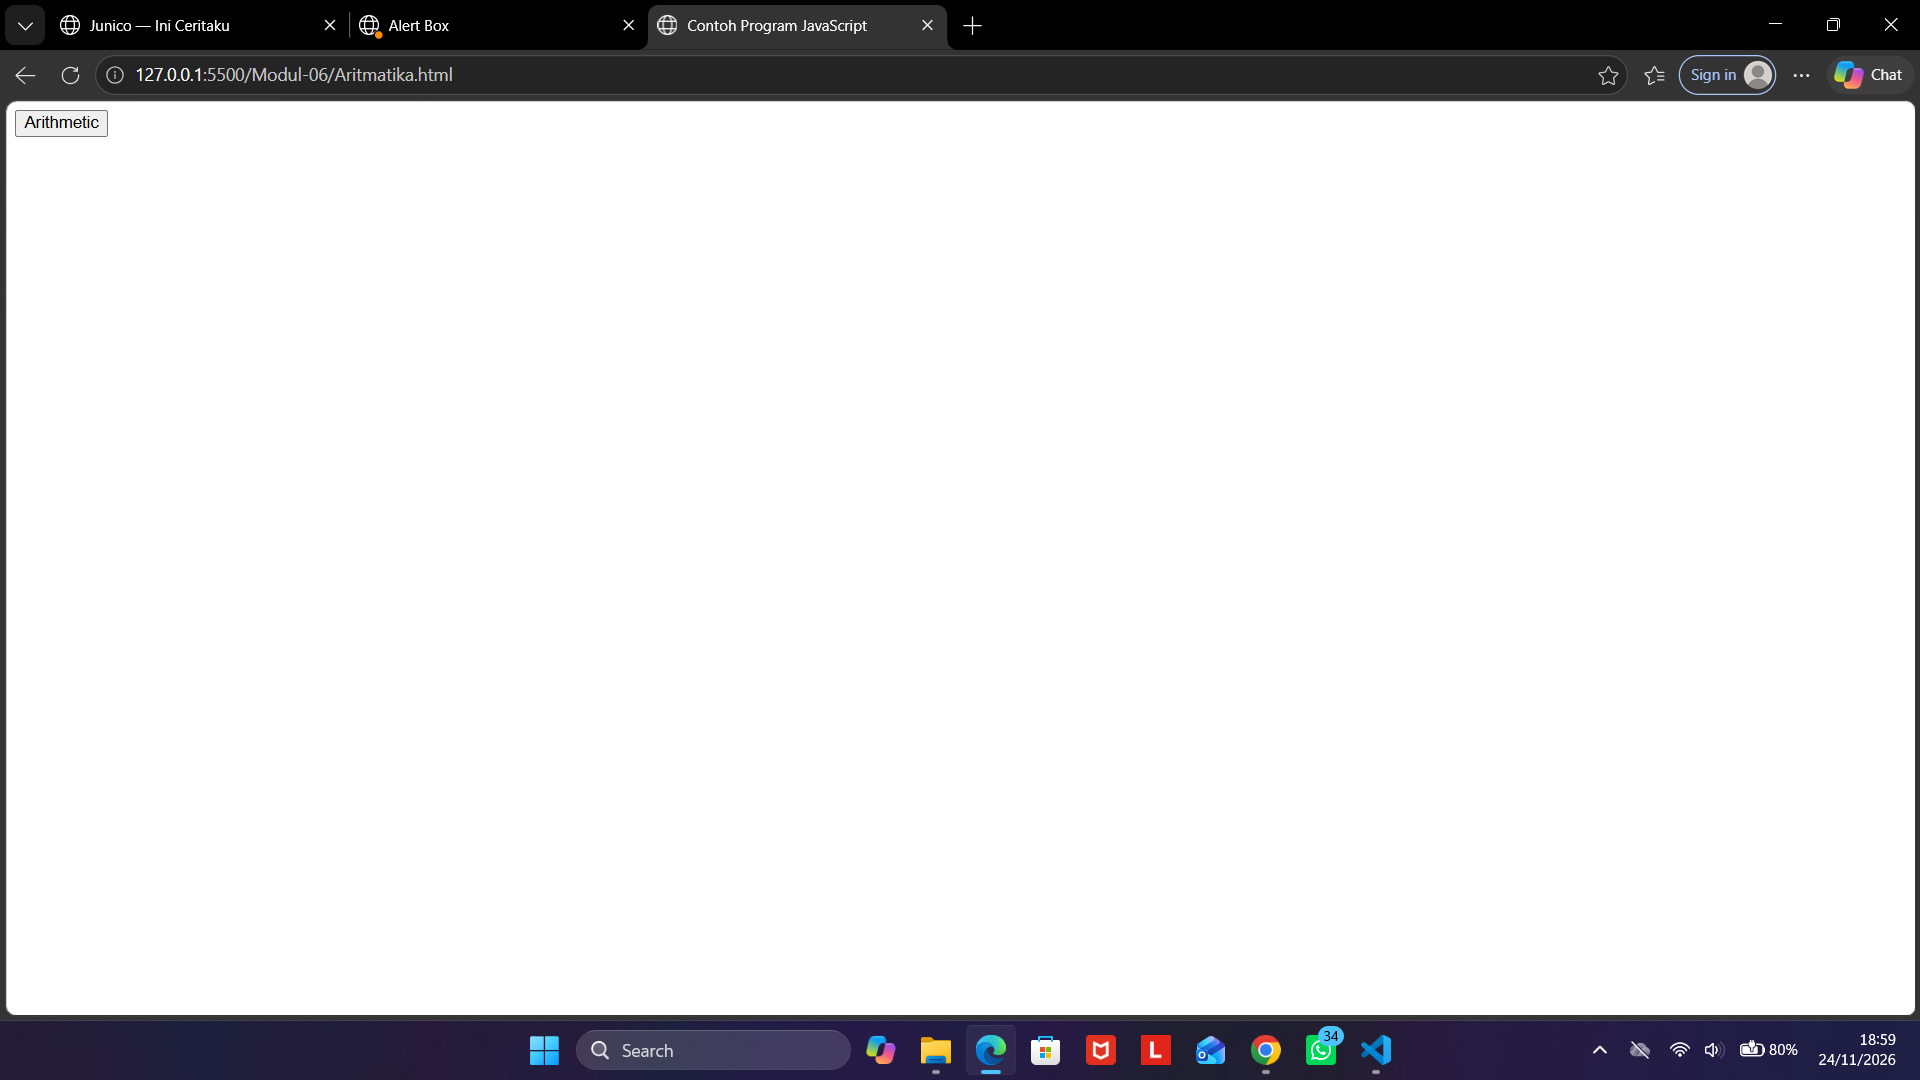 Junico — Ini Ceritaku
Alert Box
Contoh Program JavaScript
127.0.0.1:5500/Modul-06/Aritmatika.html
Sign in
Chat
Arithmetic
Search
L
O
34
80%
18:59
24/11/2026